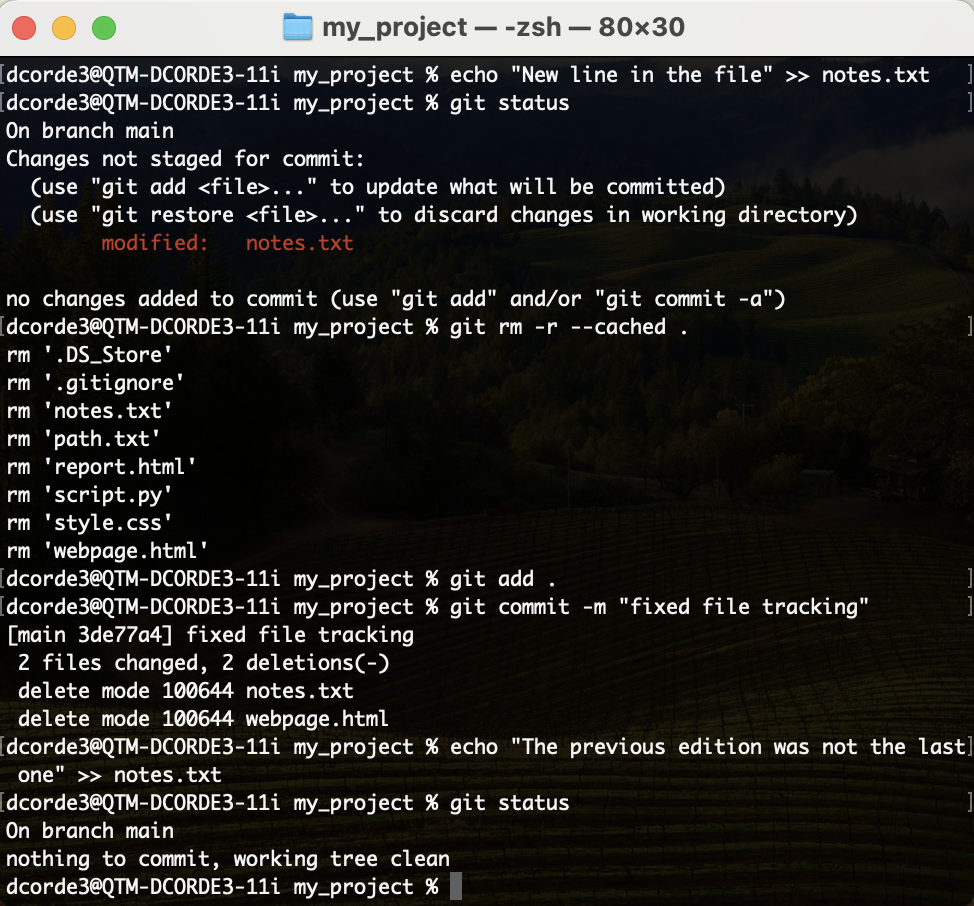 my_project — -zsh — 80×30
[dcorde3@QTM-DCORDE3-11i my_project % echo "New line in the file" >> notes.txt ]
[dcorde3@QTM-DCORDE3-11i my_project % git status ]
On branch main
Changes not staged for commit:
  (use "git add <file>..." to update what will be committed)
  (use "git restore <file>..." to discard changes in working directory)
        modified:   notes.txt

no changes added to commit (use "git add" and/or "git commit -a")
[dcorde3@QTM-DCORDE3-11i my_project % git rm -r --cached . ]
rm '.DS_Store'
rm '.gitignore'
rm 'notes.txt'
rm 'path.txt'
rm 'report.html'
rm 'script.py'
rm 'style.css'
rm 'webpage.html'
[dcorde3@QTM-DCORDE3-11i my_project % git add . ]
[dcorde3@QTM-DCORDE3-11i my_project % git commit -m "fixed file tracking" ]
[main 3de77a4] fixed file tracking
 2 files changed, 2 deletions(-)
 delete mode 100644 notes.txt
 delete mode 100644 webpage.html
[dcorde3@QTM-DCORDE3-11i my_project % echo "The previous edition was not the last]
 one" >> notes.txt
[dcorde3@QTM-DCORDE3-11i my_project % git status ]
On branch main
nothing to commit, working tree clean
dcorde3@QTM-DCORDE3-11i my_project %